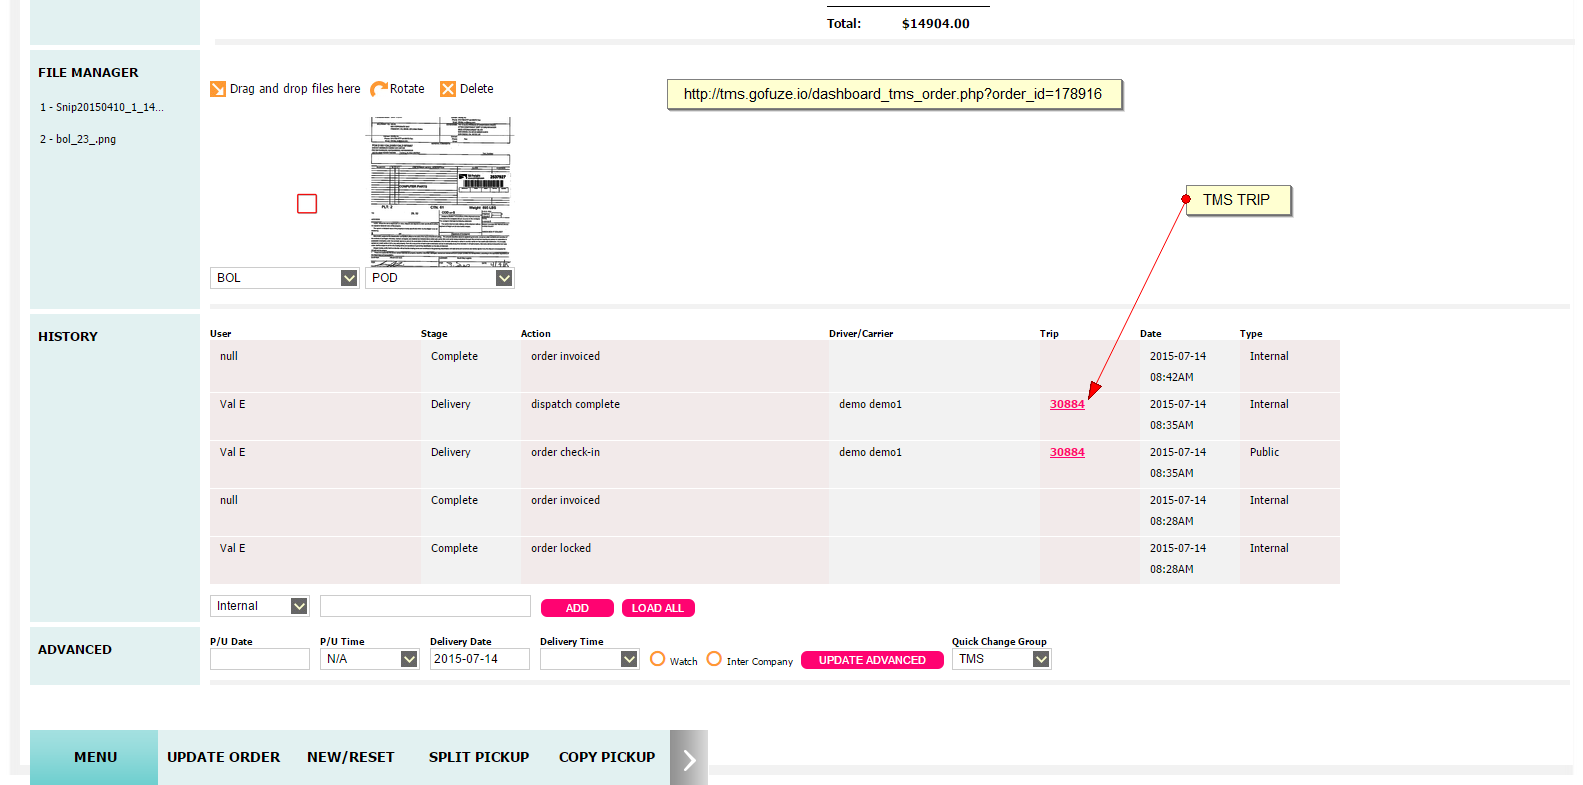 Total: $14904.00
FILE MANAGER
1 - Snip20150410_1_14...
2 - bol_23_.png
Drag and drop files here Rotate Delete
http://tms.gofuze.io/dashboard_tms_order.php?order_id=178916
COMPUTER PARTS
BOL POD
TMS TRIP
HISTORY
User Stage Action Driver/Carrier Trip Date Type
null Complete order invoiced 2015-07-14 Internal
08:42AM
Val E Delivery dispatch complete demo demo1 30884 2015-07-14 Internal
08:35AM
Val E Delivery order check-in demo demo1 30884 2015-07-14 Public
08:35AM
null Complete order invoiced 2015-07-14 Internal
08:28AM
Val E Complete order locked 2015-07-14 Internal
08:28AM
Internal ADD LOAD ALL
ADVANCED
P/U Date P/U Time Delivery Date Delivery Time Quick Change Group
N/A 2015-07-14 Watch Inter Company UPDATE ADVANCED TMS
MENU UPDATE ORDER NEW/RESET SPLIT PICKUP COPY PICKUP